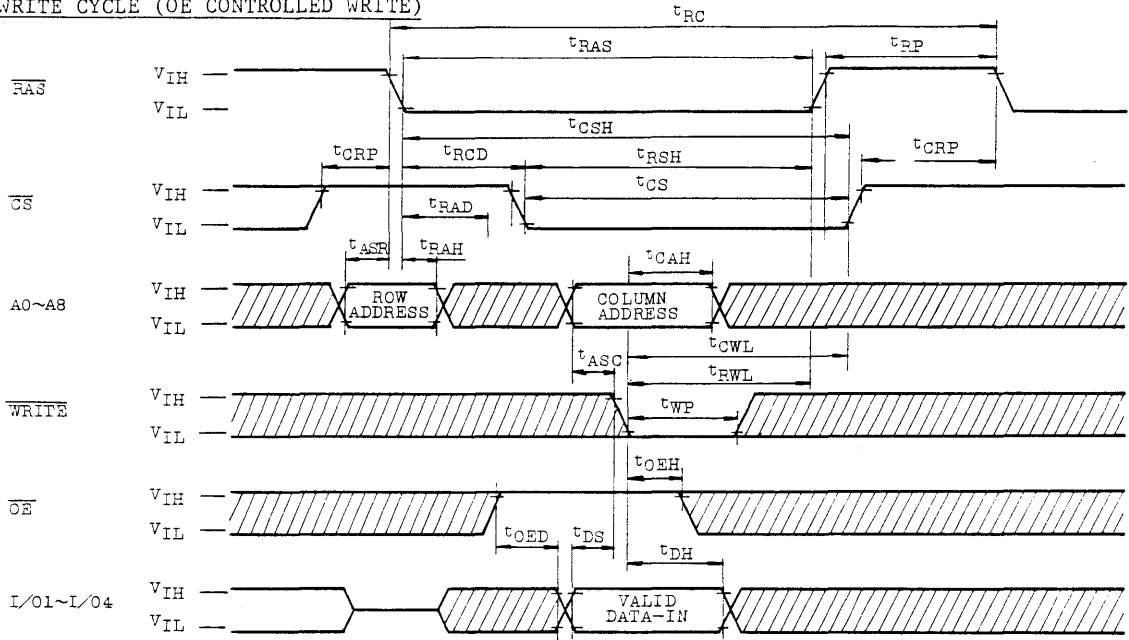 WRITE CYCLE (OE CONTROLLED WRITE)
tRC
tRAS
tRP
RAS
VIH
VIL
tCSH
tCRP
tRCD
tRSH
tCRP
CS
VIH
VIL
tCS
tRAD
tASR
tRAH
tCAH
A0~A8
VIH
VIL
ROW ADDRESS
COLUMN ADDRESS
tCWL
tASC
tRWL
WRITE
VIH
VIL
tWP
tOEH
OE
VIH
VIL
tOED
tDS
tDH
I/O1~I/O4
VIH
VIL
VALID DATA-IN